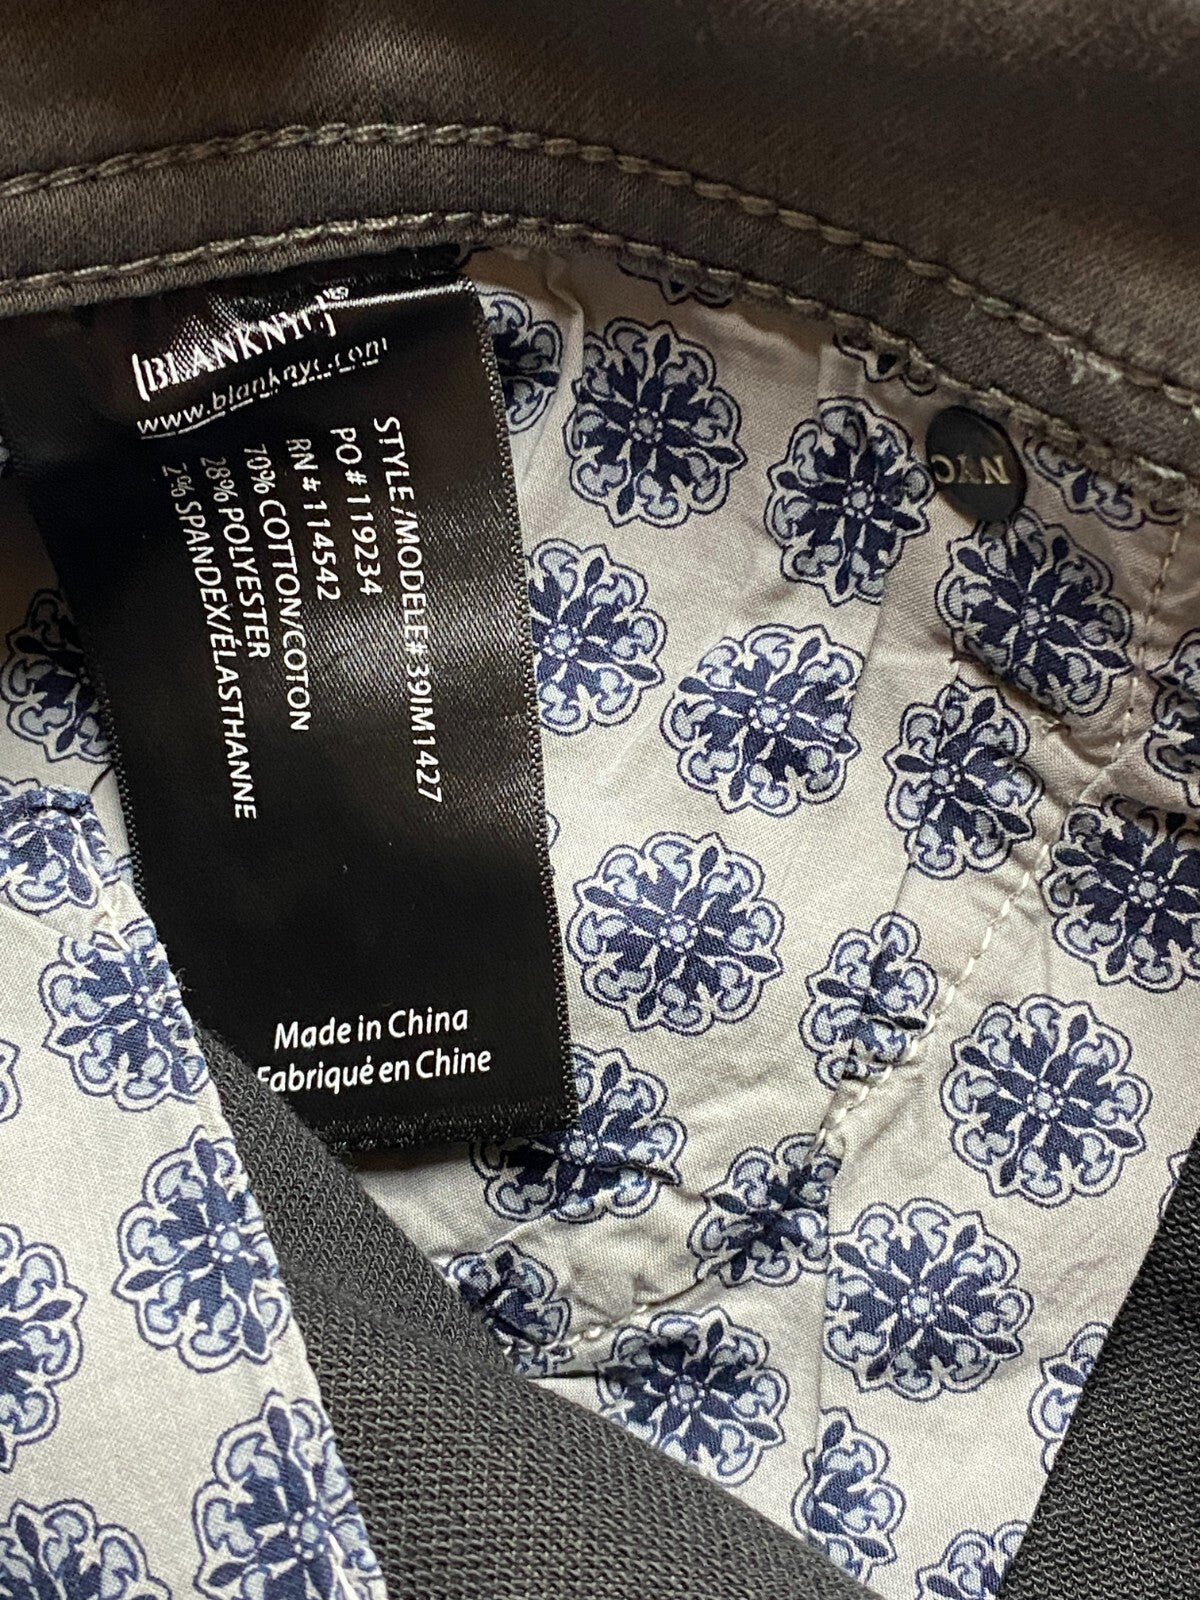 [BLANKNYC]®
www.blanknyc.com
STYLE/MODELE# 39IM1427
PO # 119234
RN # 114542
70% COTTON/COTON
28% POLYESTER
2% SPANDEX/ÉLASTHANNE
Made in China
Fabriqué en Chine
NYC